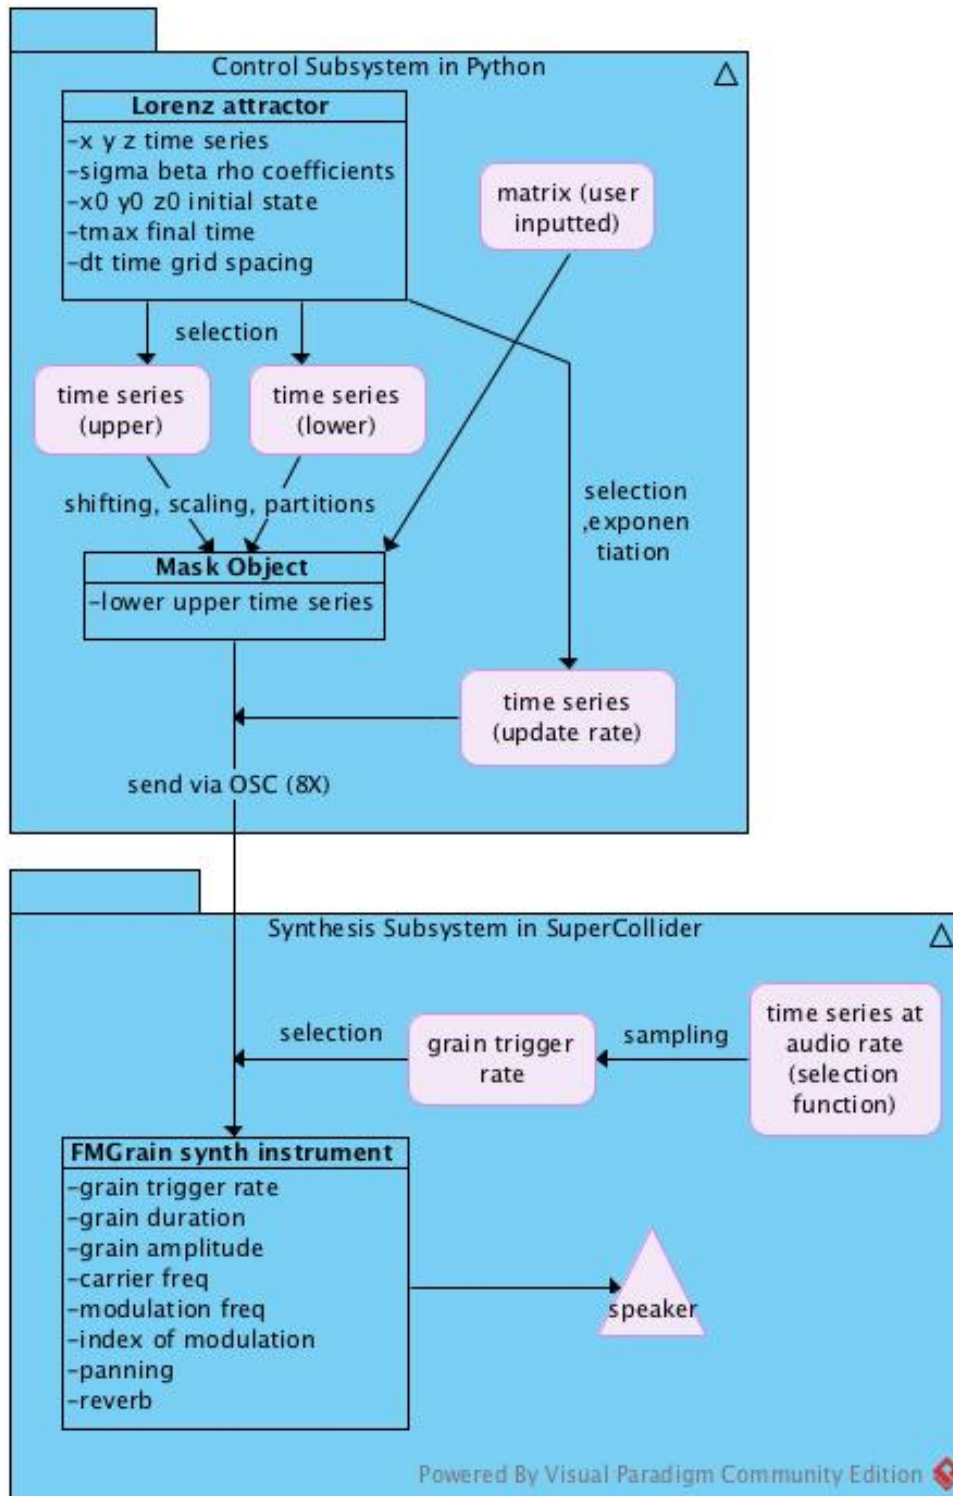 Control Subsystem in Python
Lorenz attractor
-x y z time series
-sigma beta rho coefficients
-x0 y0 z0 initial state
-tmax final time
-dt time grid spacing
matrix (user
inputted)
selection
time series
(upper)
time series
(lower)
shifting, scaling, partitions
selection
,exponen
tiation
Mask Object
-lower upper time series
time series
(update rate)
send via OSC (8X)
Synthesis Subsystem in SuperCollider
selection
grain trigger
rate
sampling
time series at
audio rate
(selection
function)
FMGrain synth instrument
-grain trigger rate
-grain duration
-grain amplitude
-carrier freq
-modulation freq
-index of modulation
-panning
-reverb
speaker
Powered By Visual Paradigm Community Edition